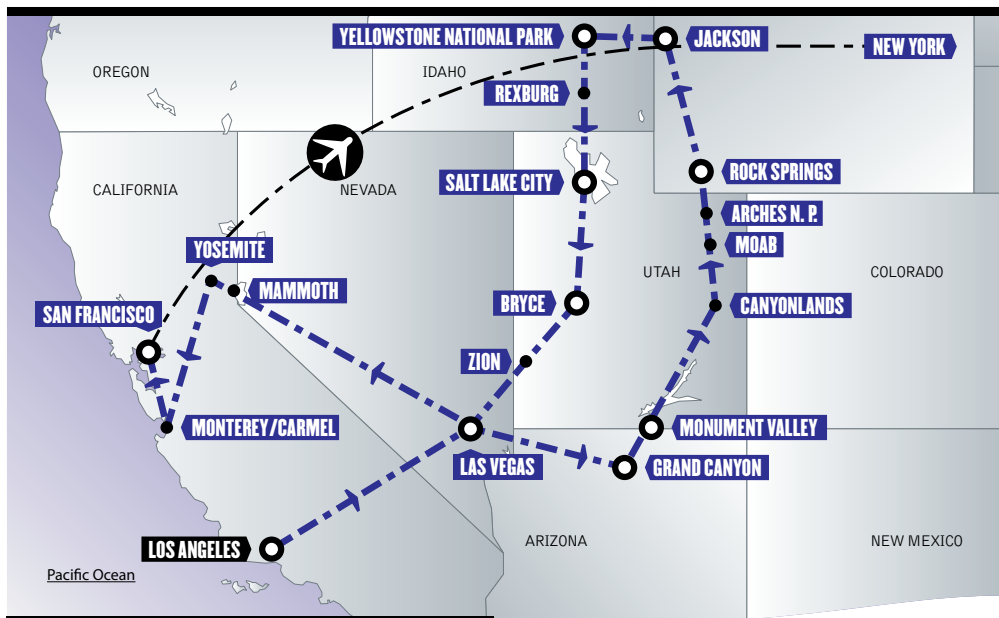 YELLOWSTONE NATIONAL PARK
JACKSON
NEW YORK
OREGON
IDAHO
REXBURG
CALIFORNIA
NEVADA
SALT LAKE CITY
ROCK SPRINGS
ARCHES N. P.
MOAB
YOSEMITE
UTAH
COLORADO
MAMMOTH
BRYCE
CANYONLANDS
SAN FRANCISCO
ZION
MONTEREY/CARMEL
MONUMENT VALLEY
LAS VEGAS
GRAND CANYON
LOS ANGELES
ARIZONA
NEW MEXICO
Pacific Ocean